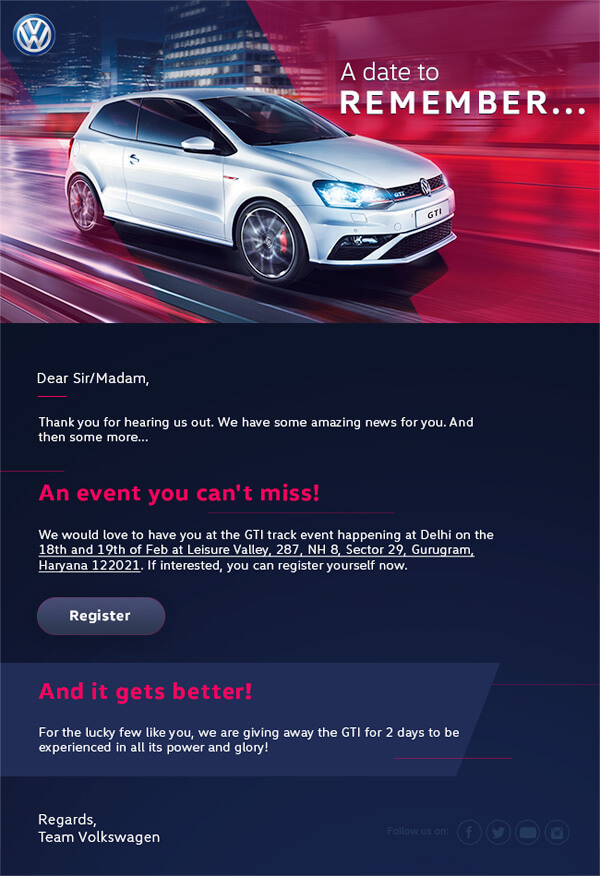 A date to
REMEMBER...
GTI
GTI
Dear Sir/Madam,
Thank you for hearing us out. We have some amazing news for you. And
then some more...
An event you can't miss!
We would love to have you at the GTI track event happening at Delhi on the
18th and 19th of Feb at Leisure Valley, 287, NH 8, Sector 29, Gurugram,
Haryana 122021. If interested, you can register yourself now.
Register
And it gets better!
For the lucky few like you, we are giving away the GTI for 2 days to be
experienced in all its power and glory!
Regards,
Team Volkswagen
Follow us on: